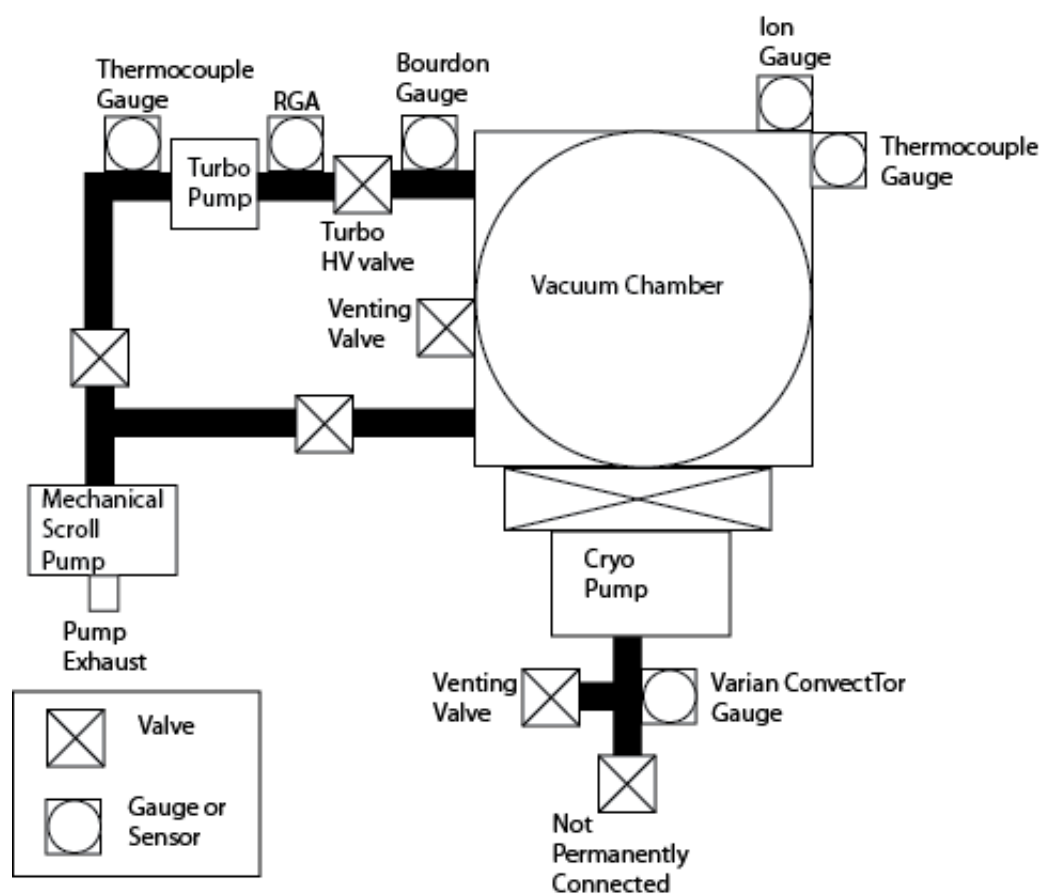 Ion
Gauge
Thermocouple
Gauge
RGA
Bourdon
Gauge
Thermocouple
Gauge
Turbo
Pump
Turbo
HV valve
Vacuum Chamber
Venting
Valve
Mechanical
Scroll
Pump
Cryo
Pump
Pump
Exhaust
Venting
Valve
Varian ConvectTor
Gauge
Valve
Gauge or
Sensor
Not
Permanently
Connected